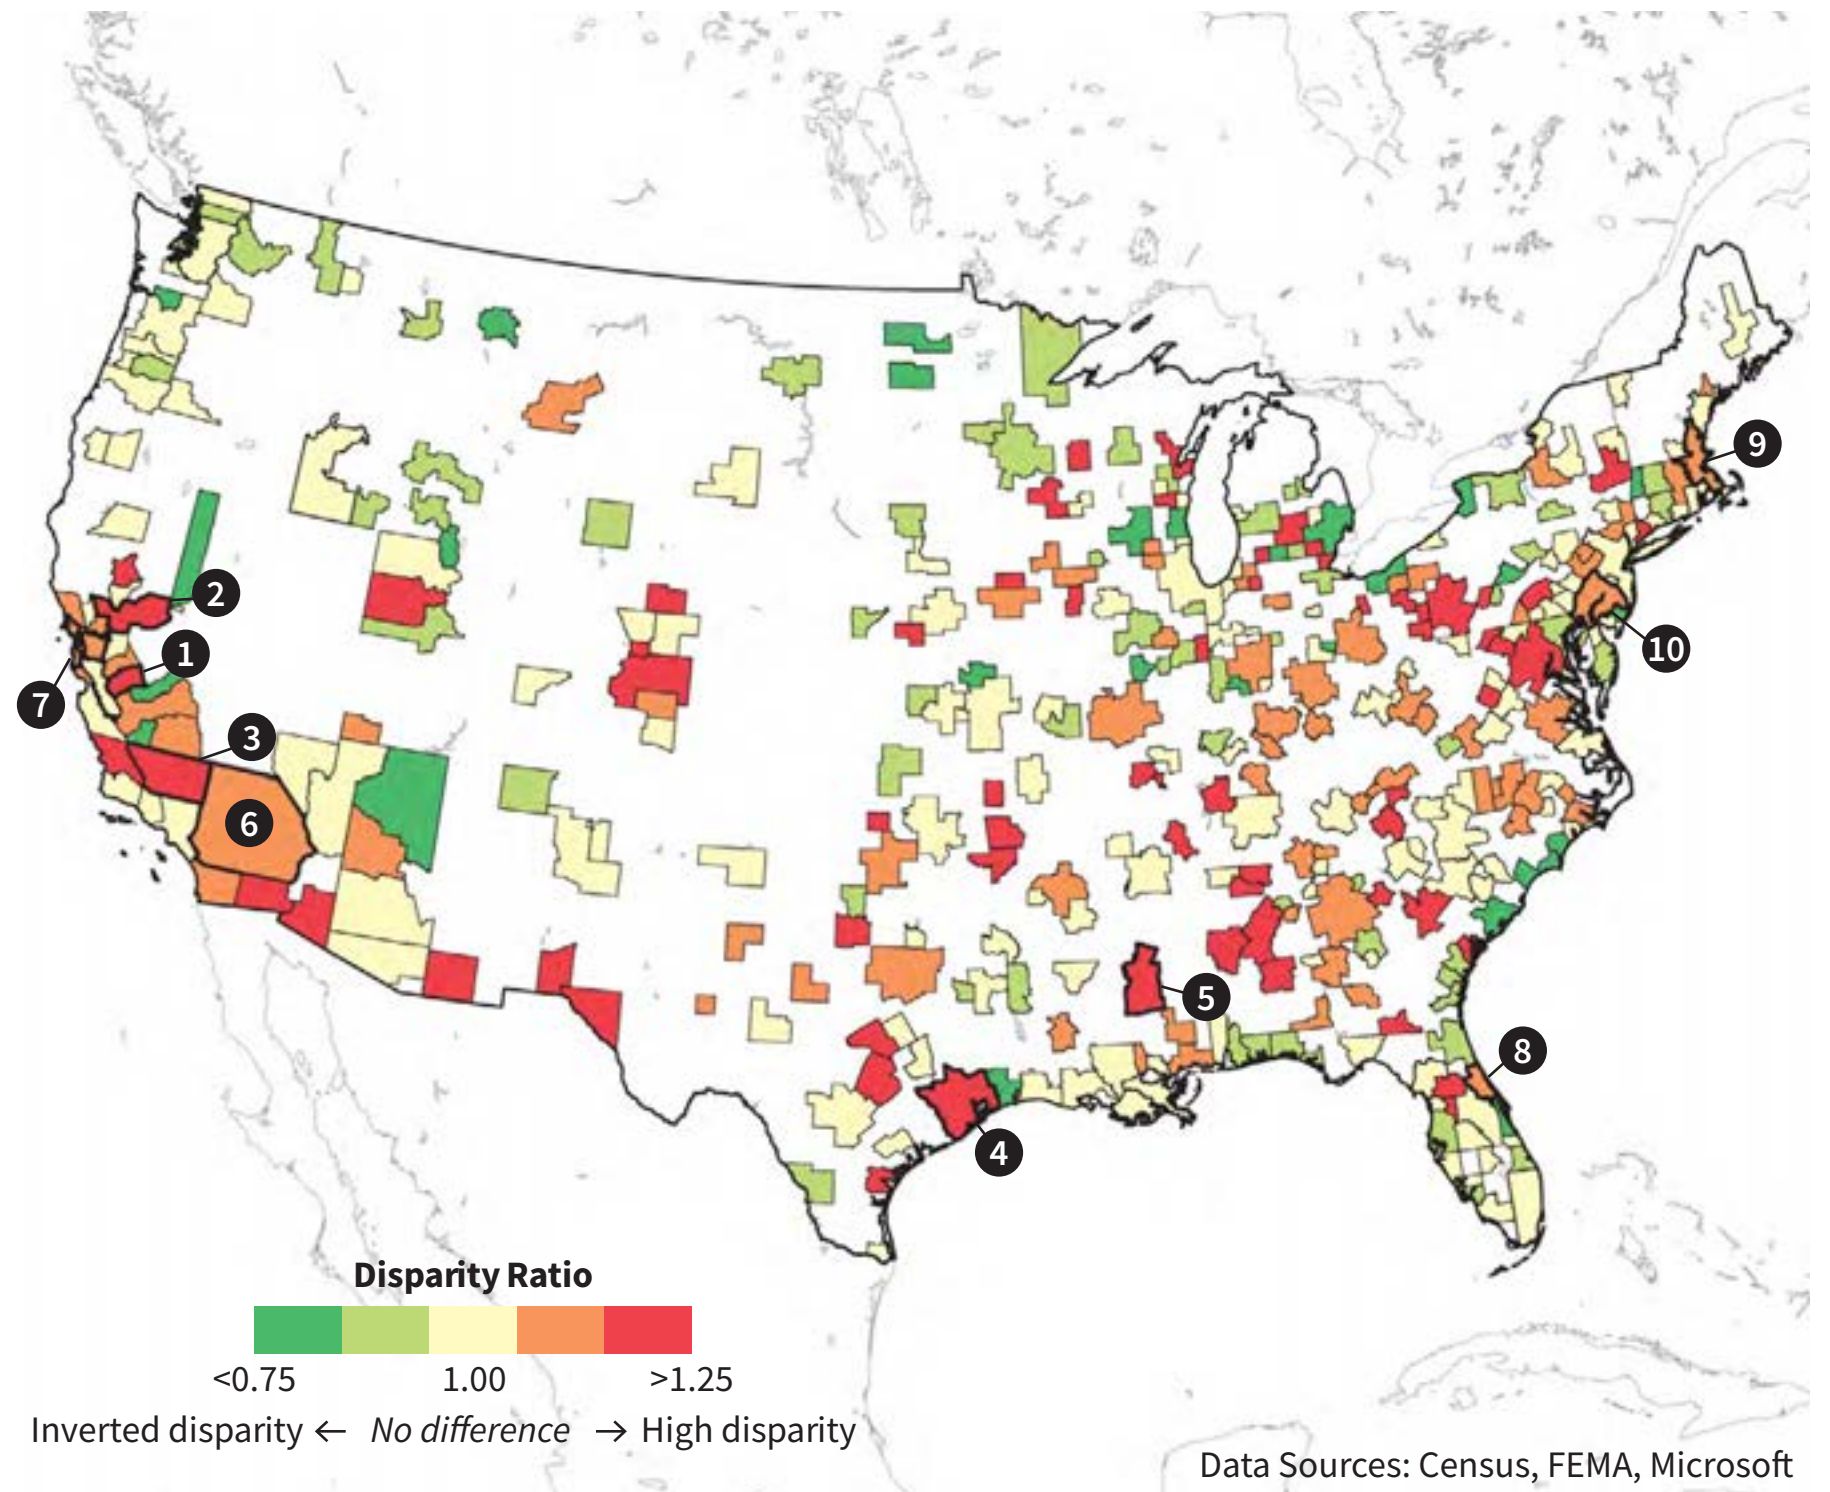 9
2
1
10
7
3
6
5
8
4
Disparity Ratio
<0.75 1.00 >1.25
Inverted disparity ← No difference → High disparity
Data Sources: Census, FEMA, Microsoft